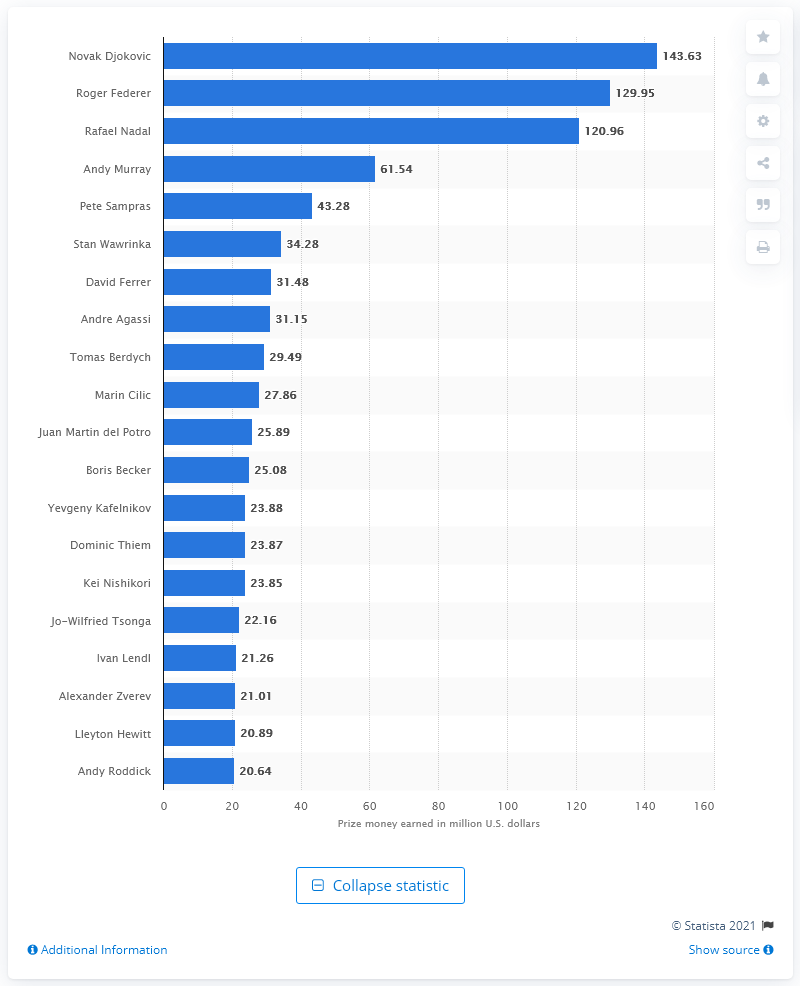 Novak Djokovic 143.63
Roger Federer 129.95
Rafael Nadal 120.96
Andy Murray 61.54
Pete Sampras 43.28
Stan Wawrinka 34.28
David Ferrer 31.48
Andre Agassi 31.15
Tomas Berdych 29.49
Marin Cilic 27.86
Juan Martin del Potro 25.89
Boris Becker 25.08
Yevgeny Kafelnikov 23.88
Dominic Thiem 23.87
Kei Nishikori 23.85
Jo-Wilfried Tsonga 22.16
Ivan Lendl 21.26
Alexander Zverev 21.01
Lleyton Hewitt 20.89
Andy Roddick 20.64
0 20 40 60 80 100 120 140 160
Prize money earned in million U.S. dollars
Collapse statistic
© Statista 2021
Additional Information Show source